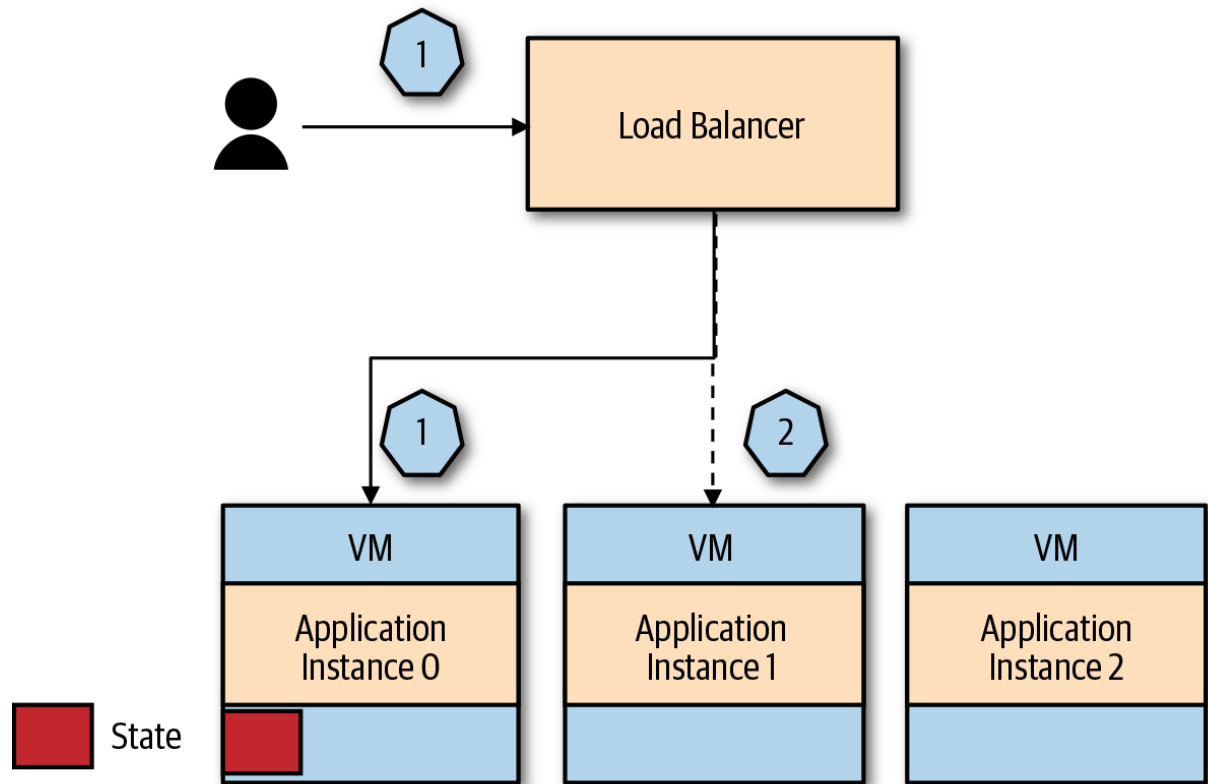 1
Load Balancer
1
2
VM
VM
VM
Application
Instance 0
Application
Instance 1
Application
Instance 2
State